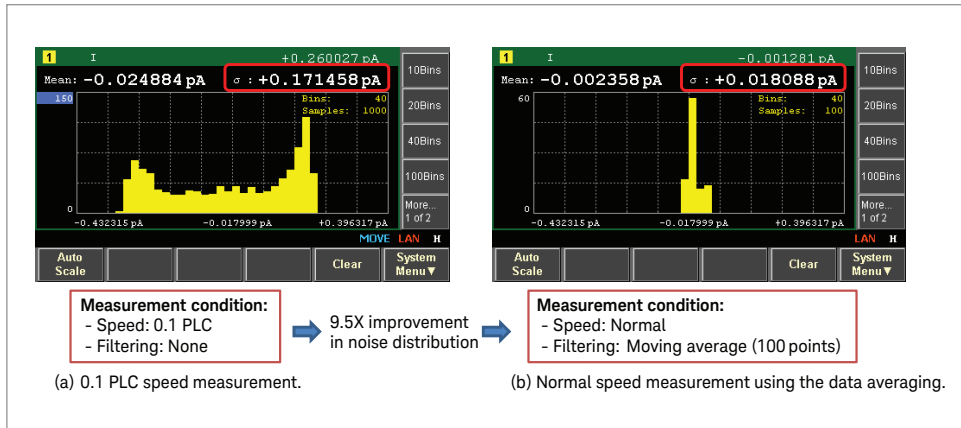 1 I +0.260027 pA
Mean: -0.024884 pA σ : +0.171458 pA
150
Bins: 40
Samples: 1000
0
-0.432315 pA -0.017999 pA +0.396317 pA
MOVE LAN H
10Bins
20Bins
40Bins
100Bins
More...
1 of 2
Auto
Scale
Clear
System
Menu▼
1 I -0.001281 pA
Mean: -0.002358 pA σ : +0.018088 pA
60
Bins: 40
Samples: 100
0
-0.432315 pA -0.017999 pA +0.396317 pA
LAN H
10Bins
20Bins
40Bins
100Bins
More...
1 of 2
Auto
Scale
Clear
System
Menu▼
Measurement condition:
- Speed: 0.1 PLC
- Filtering: None
9.5X improvement
in noise distribution
Measurement condition:
- Speed: Normal
- Filtering: Moving average (100 points)
(a) 0.1 PLC speed measurement.
(b) Normal speed measurement using the data averaging.